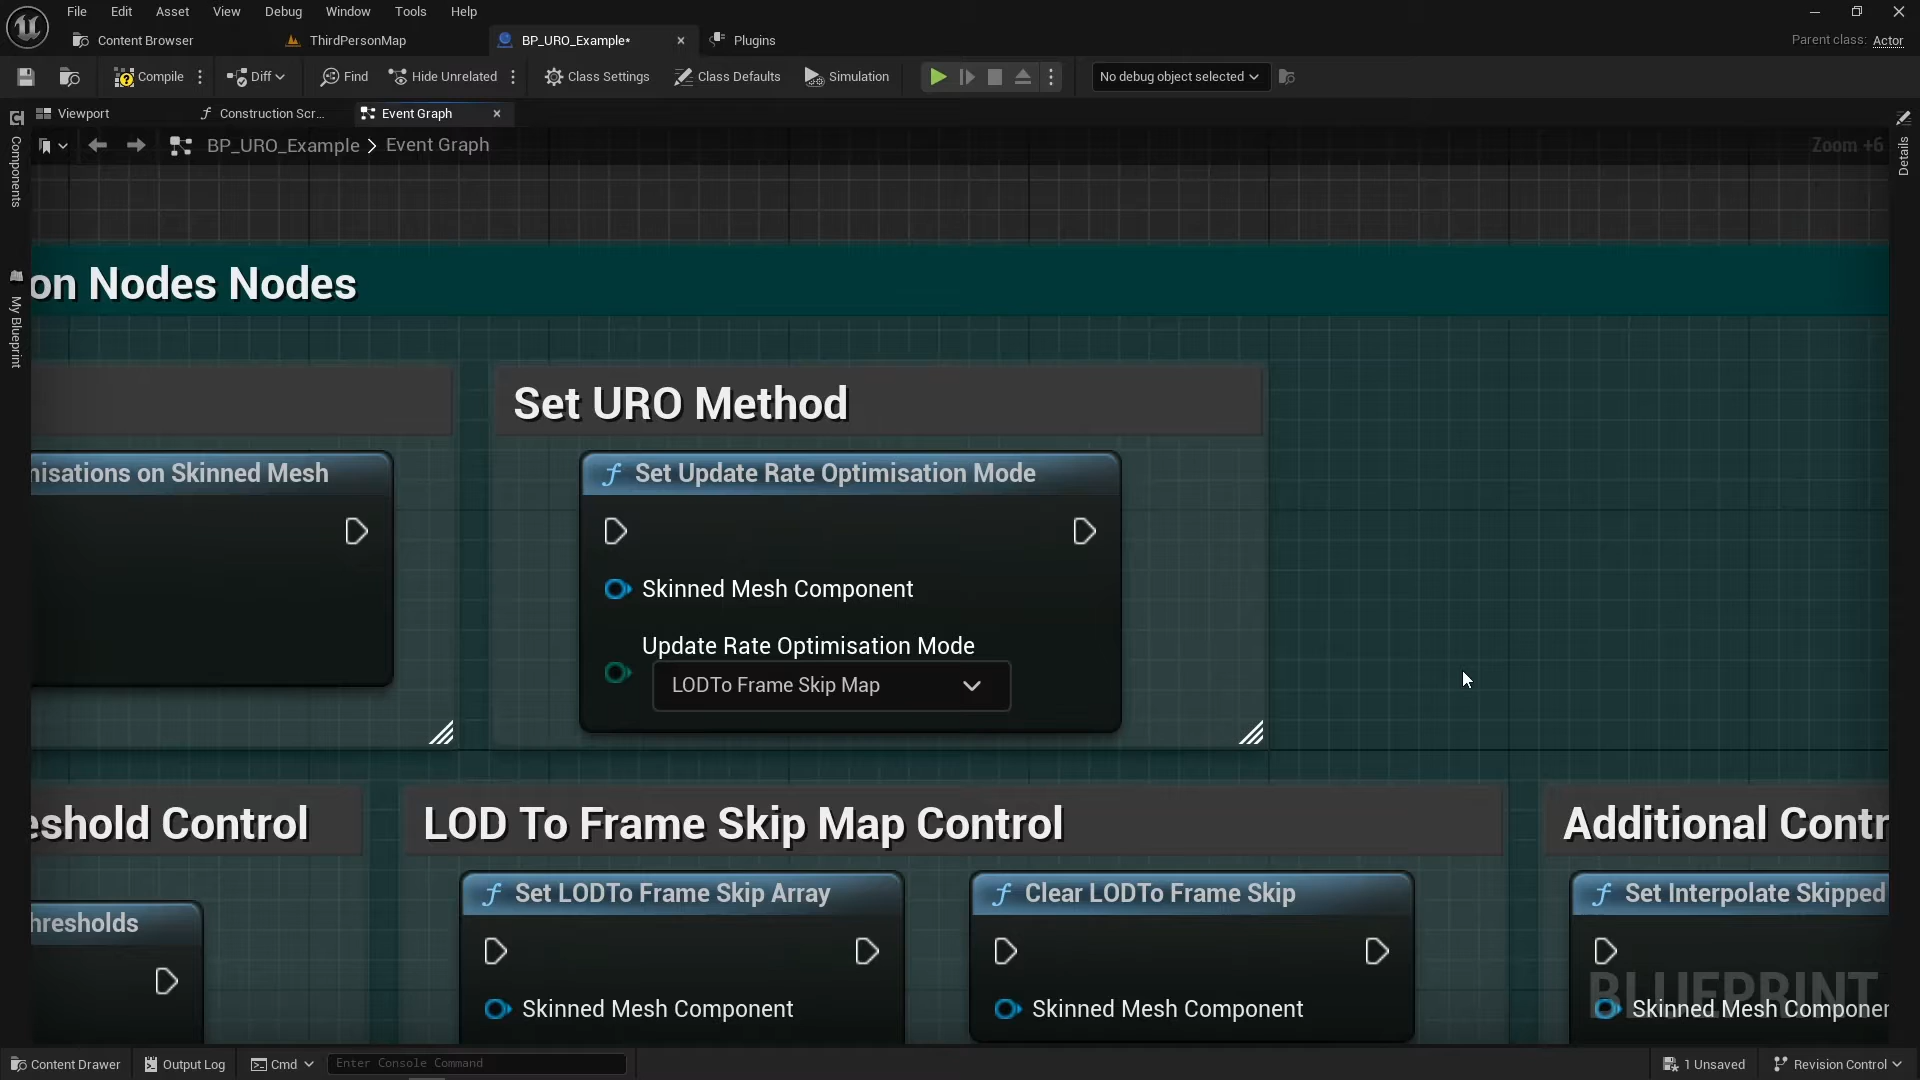 File Edit Asset View Debug Window Tools Help
Content Browser ThirdPersonMap BP_URO_Example* Plugins
Parent class: Actor
Compile Diff Find Hide Unrelated Class Settings Class Defaults Simulation No debug object selected
Viewport Construction Scr... Event Graph
BP_URO_Example > Event Graph
Zoom +6
Components
My Blueprint
Details
on Nodes Nodes
Set URO Method
nisations on Skinned Mesh
f Set Update Rate Optimisation Mode
Skinned Mesh Component
Update Rate Optimisation Mode
LODTo Frame Skip Map
eshold Control
LOD To Frame Skip Map Control
Additional Contr
hresholds
f Set LODTo Frame Skip Array
f Clear LODTo Frame Skip
f Set Interpolate Skipped
BLUEPRINT
Skinned Mesh Component
Skinned Mesh Component
Skinned Mesh Componer
Content Drawer Output Log Cmd Enter Console Command 1 Unsaved Revision Control